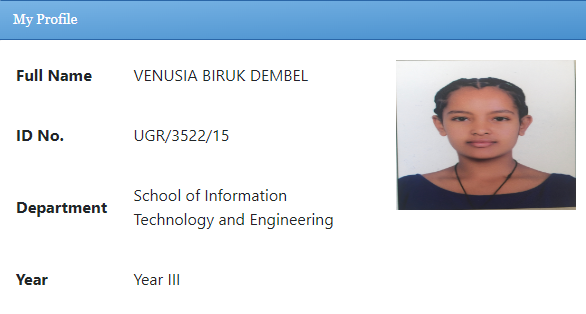 My Profile
Full Name VENUSIA BIRUK DEMBEL
ID No. UGR/3522/15
Department School of Information
Technology and Engineering
Year Year III